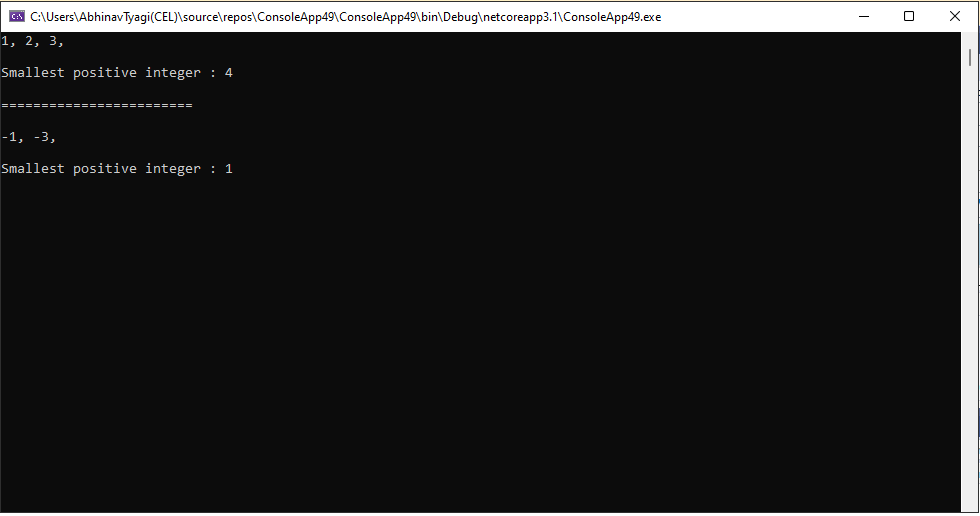 C:\Users\AbhinavTyagi(CEL)\source\repos\ConsoleApp49\ConsoleApp49\bin\Debug\netcoreapp3.1\ConsoleApp49.exe
1, 2, 3,
Smallest positive integer : 4
========================
-1, -3,
Smallest positive integer : 1